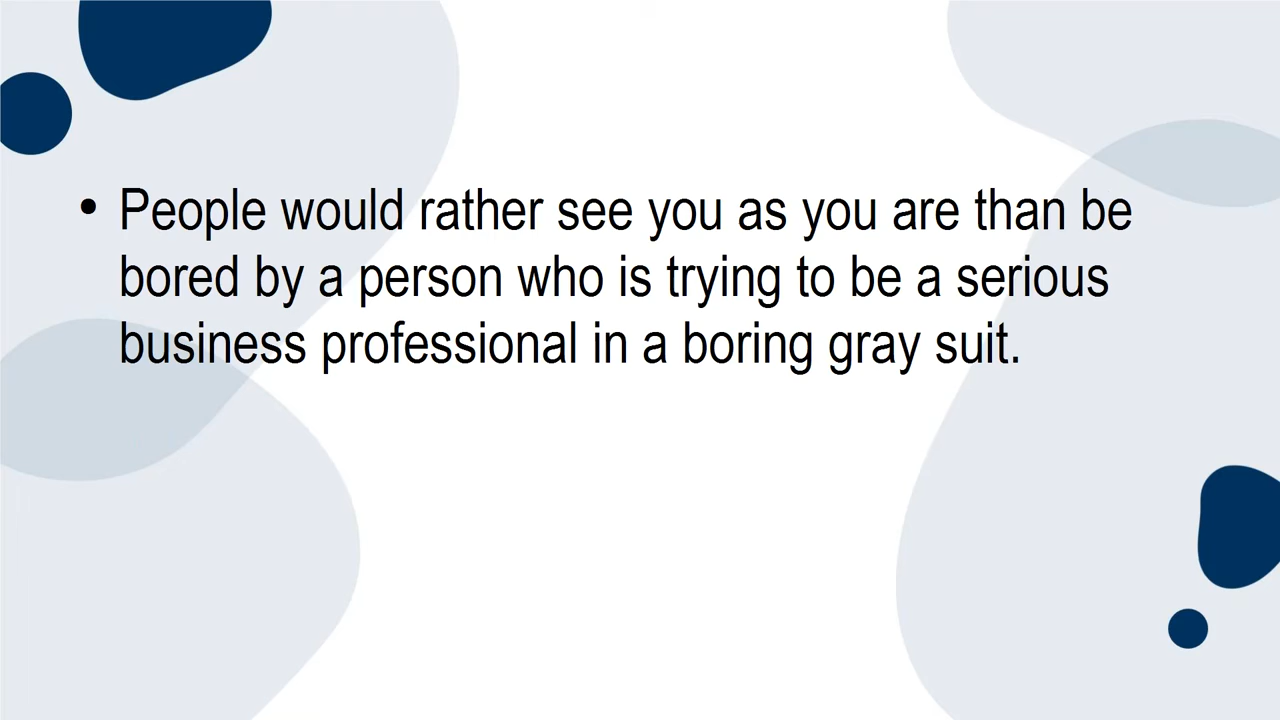 • People would rather see you as you are than be
bored by a person who is trying to be a serious
business professional in a boring gray suit.